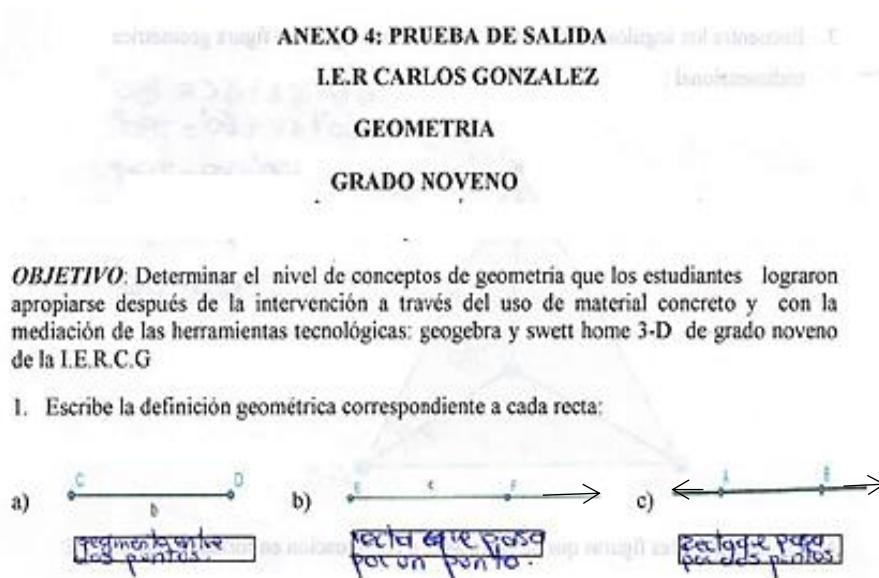 ANEXO 4: PRUEBA DE SALIDA
I.E.R CARLOS GONZALEZ
GEOMETRIA
GRADO NOVENO
OBJETIVO: Determinar el nivel de conceptos de geometría que los estudiantes lograron
apropiarse después de la intervención a través del uso de material concreto y con la
mediación de las herramientas tecnológicas: geogebra y swett home 3-D de grado noveno
de la I.E.R.C.G
1. Escribe la definición geométrica correspondiente a cada recta:
a) C D b
segmento entre
dos puntos.
b) E c F
recta que pasa
por un punto.
c) A B
recta que pasa
por dos puntos